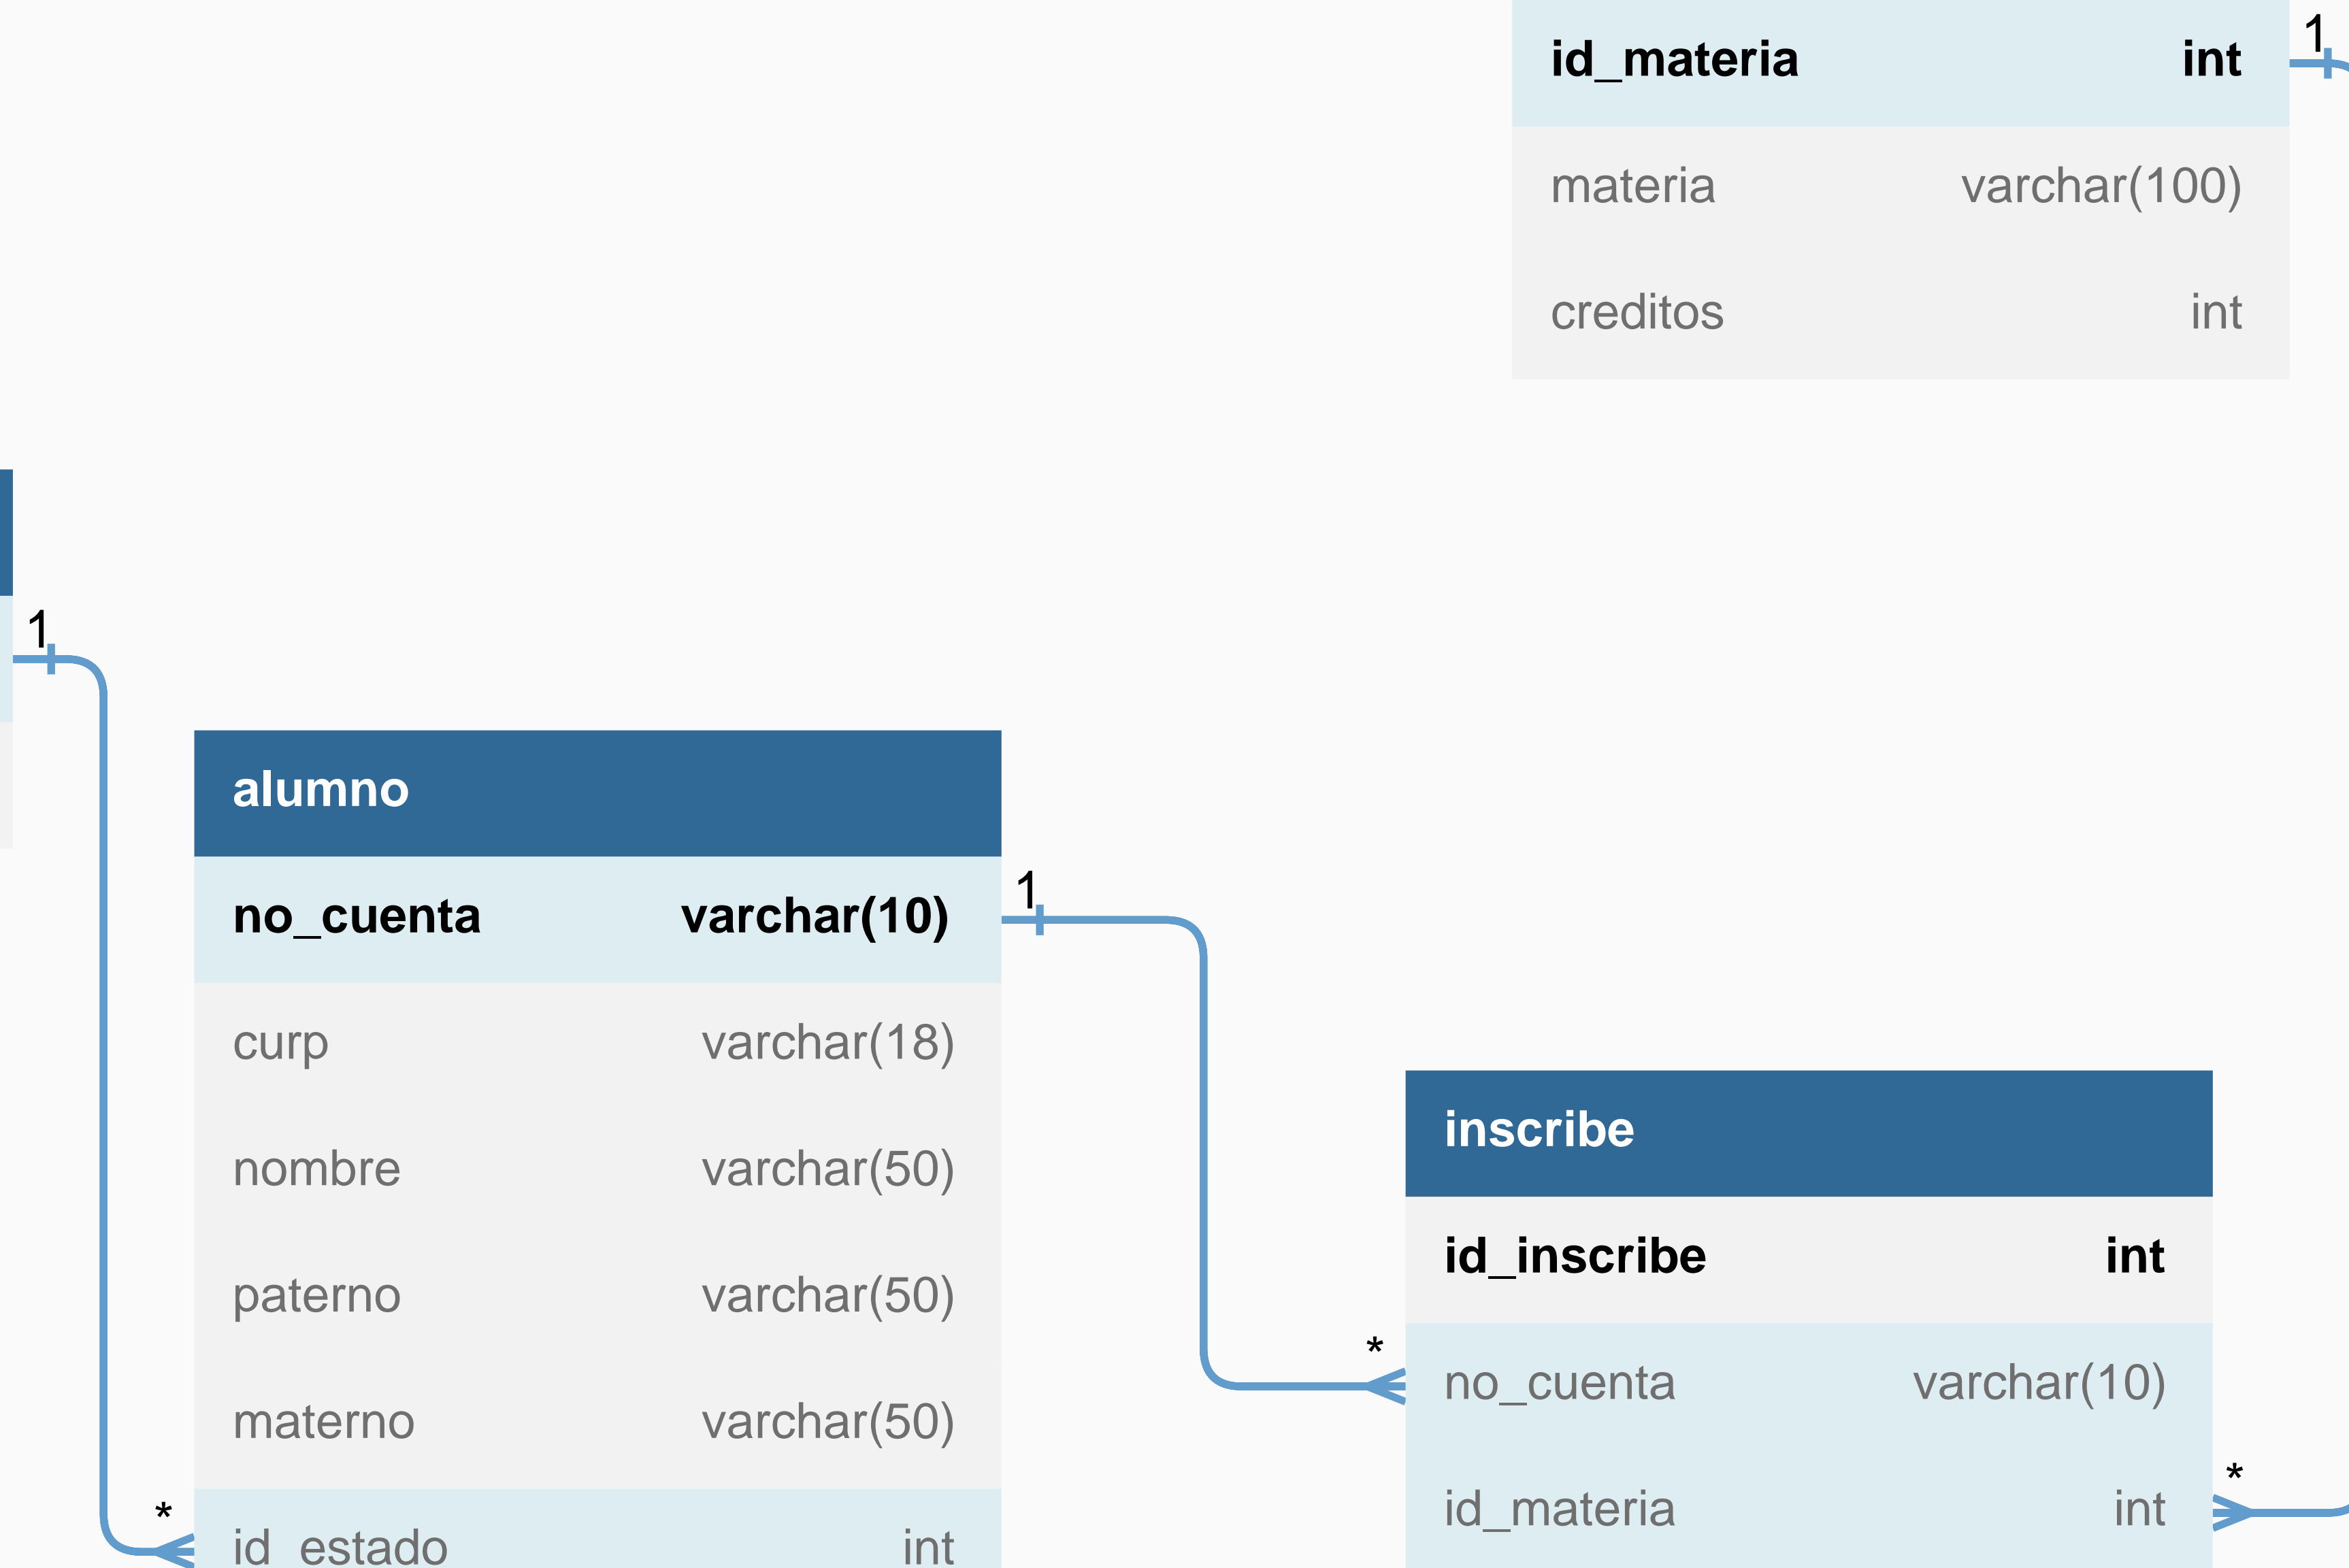 1
id_materia int
materia varchar(100)
creditos int
1
alumno
no_cuenta varchar(10)
1
curp varchar(18)
nombre varchar(50)
paterno varchar(50)
materno varchar(50)
*
id_estado int
inscribe
id_inscribe int
*
no_cuenta varchar(10)
id_materia int
*